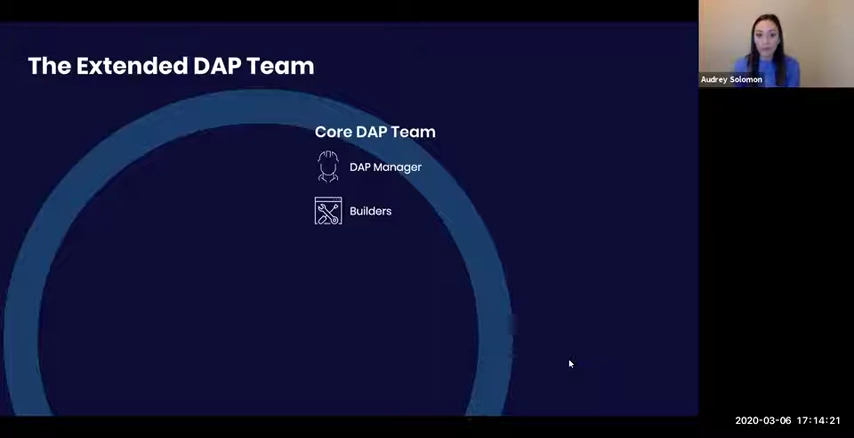 The Extended DAP Team
Audrey Solomon
Core DAP Team
DAP Manager
Builders
2020-03-06 17:14:21